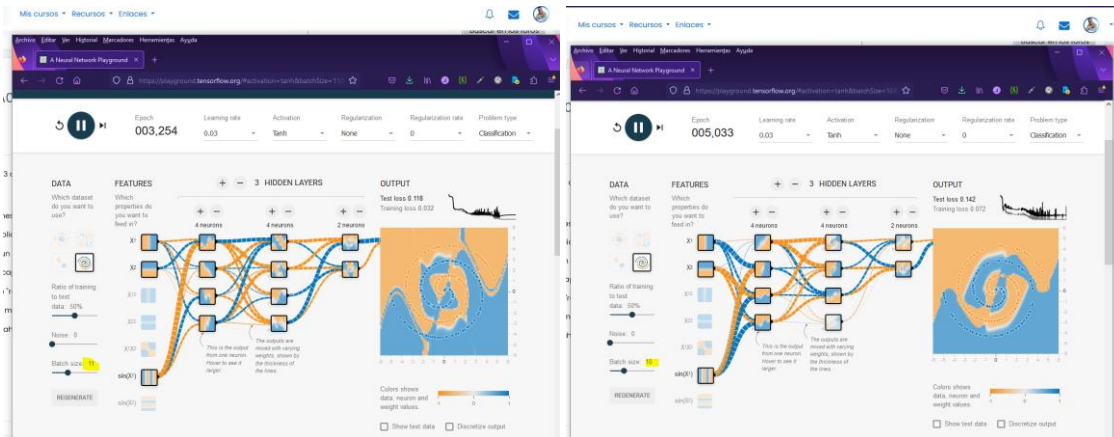 Mis cursos Recursos Enlaces
Archivo Editar Ver Historial Marcadores Herramientas Ayuda
A Neural Network Playground
https://playground.tensorflow.org/#activation=tanh&batchSize=
Epoch
003,254
Learning rate
0.03
Activation
Tanh
Regularization
None
Regularization rate
0
Problem type
Classification
DATA
Which dataset
do you want to
use?
Ratio of training
to test
data: 50%
Noise: 0
Batch size: 11
REGENERATE
FEATURES
Which
properties do
you want to
feed in?
X1
X2
sin(X1)
+ − 3 HIDDEN LAYERS
4 neurons
4 neurons
2 neurons
This is the output
from one neuron.
Hover to see it
larger.
The outputs are
mixed with varying
weights, shown by
the thickness of
the lines.
OUTPUT
Test loss 0.118
Training loss 0.032
Colors shows
data, neuron and
weight values.
-1 0 1
Show test data
Discretize output
Mis cursos Recursos Enlaces
Archivo Editar Ver Historial Marcadores Herramientas Ayuda
A Neural Network Playground
https://playground.tensorflow.org/#activation=tanh&batchSize=
Epoch
005,033
Learning rate
0.03
Activation
Tanh
Regularization
None
Regularization rate
0
Problem type
Classification
DATA
Which dataset
do you want to
use?
Ratio of training
to test
data: 50%
Noise: 0
Batch size: 10
REGENERATE
FEATURES
Which
properties do
you want to
feed in?
X1
X2
sin(X1)
+ − 3 HIDDEN LAYERS
4 neurons
4 neurons
2 neurons
This is the output
from one neuron.
Hover to see it
larger.
The outputs are
mixed with varying
weights, shown by
the thickness of
the lines.
OUTPUT
Test loss 0.142
Training loss 0.072
Colors shows
data, neuron and
weight values.
-1 0 1
Show test data
Discretize output